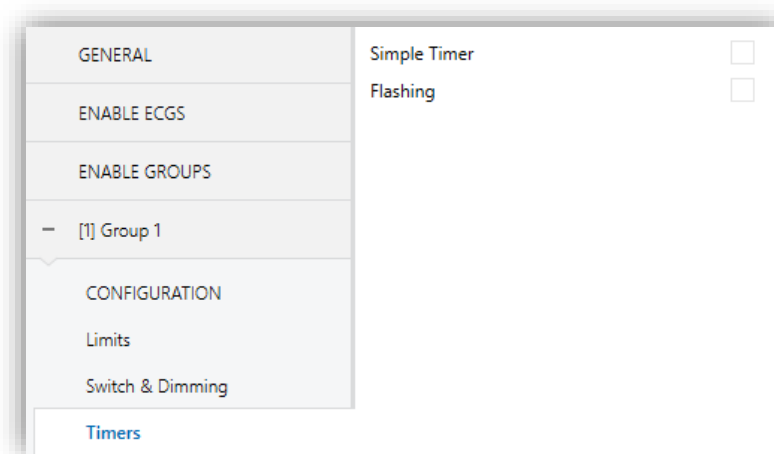 GENERAL
ENABLE ECGS
ENABLE GROUPS
[1] Group 1
CONFIGURATION
Limits
Switch & Dimming
Timers
Simple Timer
Flashing